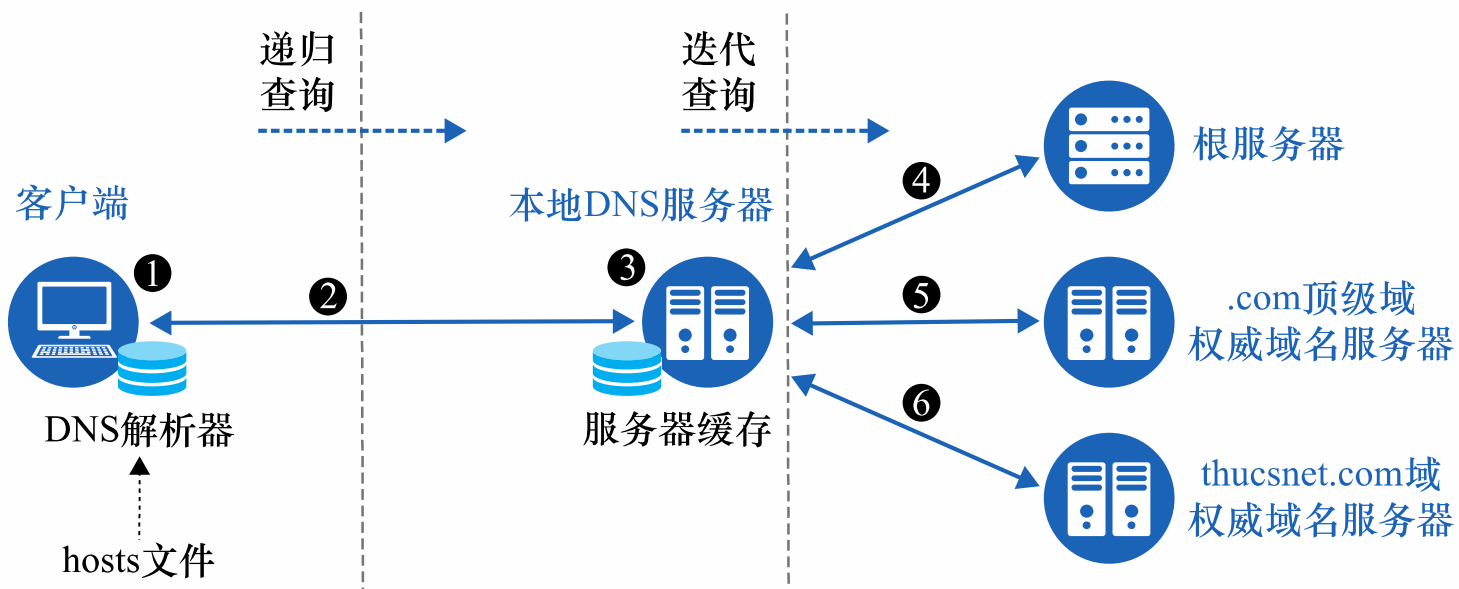 递归
查询
迭代
查询
根服务器
客户端
本地DNS服务器
❶
❷
❸
❹
❺
❻
.com顶级域
权威域名服务器
DNS解析器
服务器缓存
thucsnet.com域
权威域名服务器
hosts文件